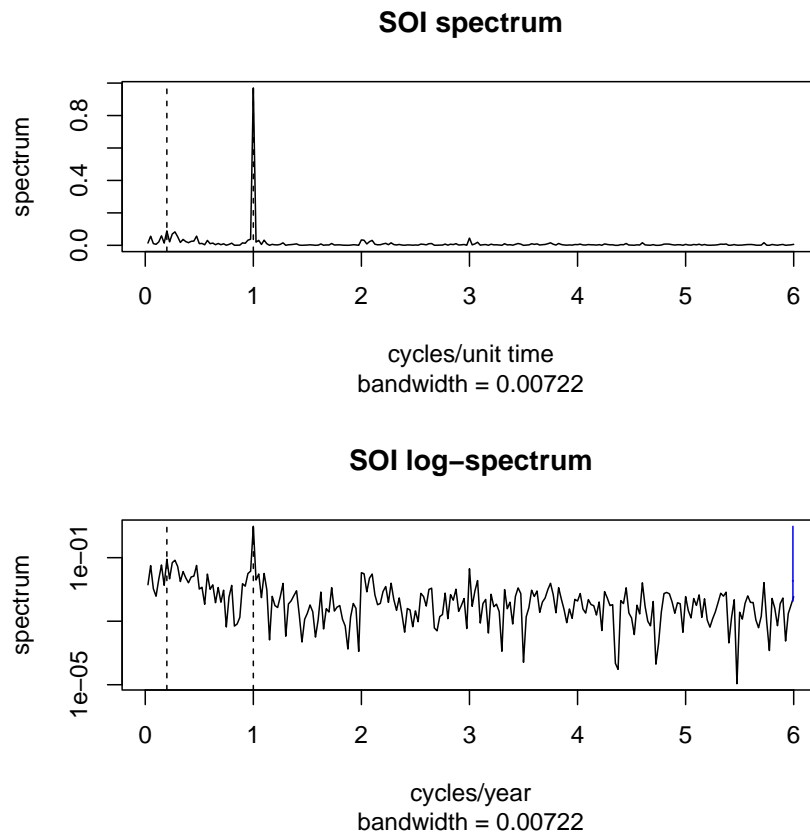 SOI spectrum
spectrum
0.0 0.4 0.8
0 1 2 3 4 5 6
cycles/unit time
bandwidth = 0.00722
SOI log−spectrum
spectrum
1e−05 1e−01
0 1 2 3 4 5 6
cycles/year
bandwidth = 0.00722